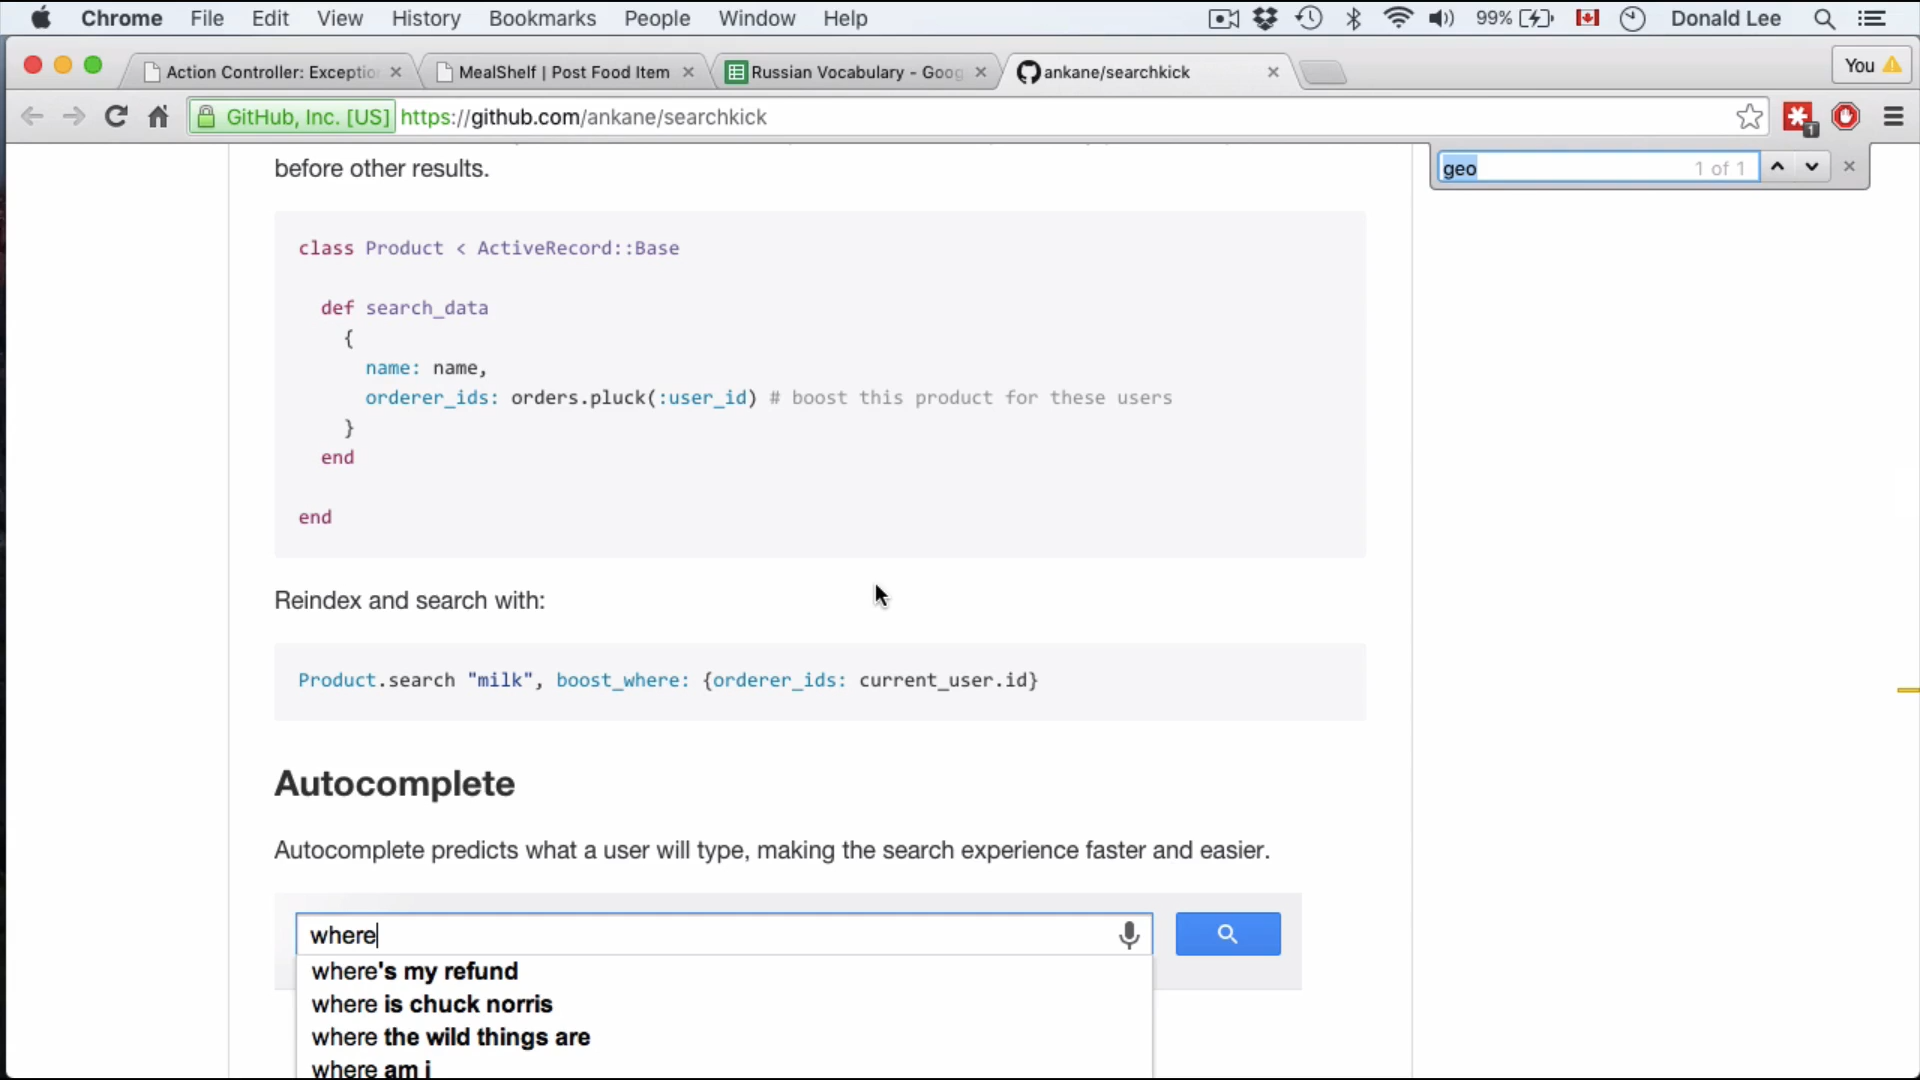 Chrome File Edit View History Bookmarks People Window Help 99% Donald Lee
Action Controller: Exceptio MealShelf | Post Food Item Russian Vocabulary - Goog ankane/searchkick You
GitHub, Inc. [US] https://github.com/ankane/searchkick 1
geo 1 of 1
before other results.
class Product < ActiveRecord::Base
def search_data
{
name: name,
orderer_ids: orders.pluck(:user_id) # boost this product for these users
}
end
end
Reindex and search with:
Product.search "milk", boost_where: {orderer_ids: current_user.id}
Autocomplete
Autocomplete predicts what a user will type, making the search experience faster and easier.
where
where's my refund
where is chuck norris
where the wild things are
where am i